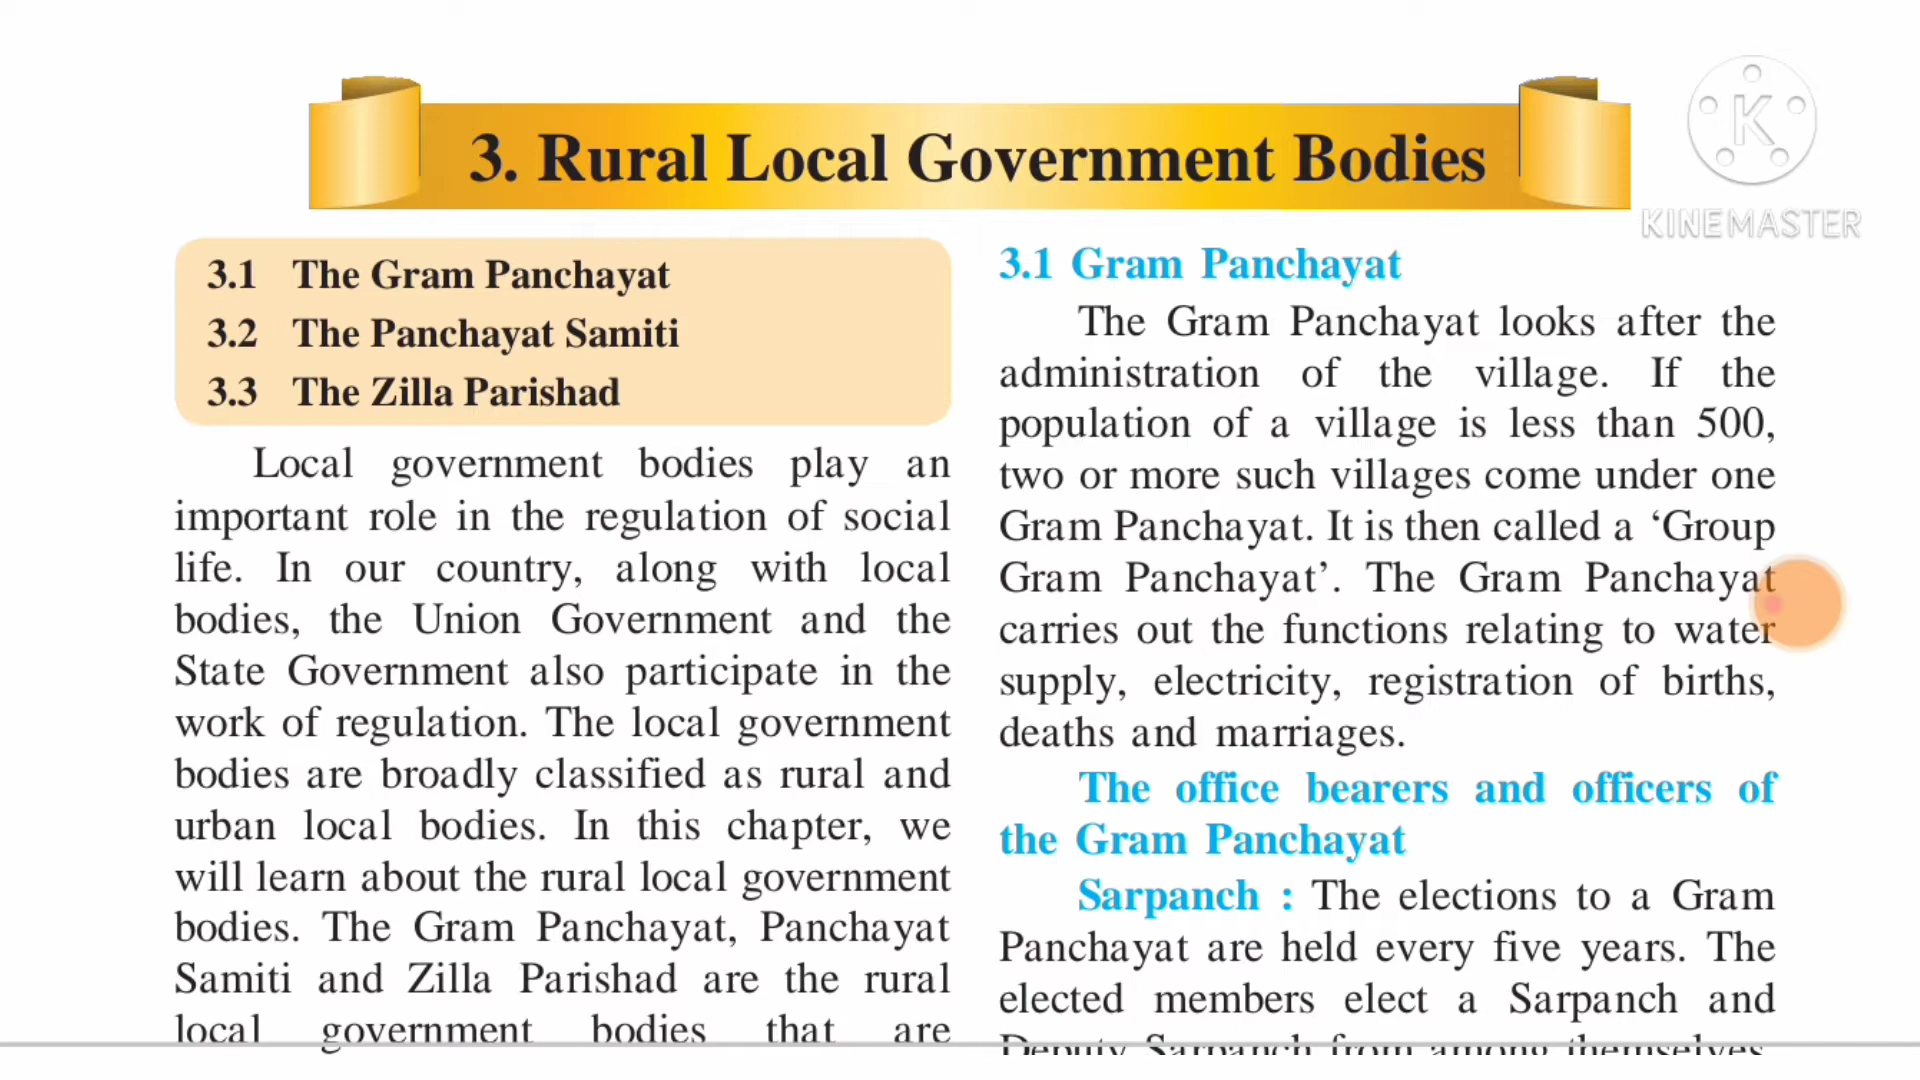 3. Rural Local Government Bodies
K
KINEMASTER
3.1 The Gram Panchayat
3.2 The Panchayat Samiti
3.3 The Zilla Parishad
Local government bodies play an
important role in the regulation of social
life. In our country, along with local
bodies, the Union Government and the
State Government also participate in the
work of regulation. The local government
bodies are broadly classified as rural and
urban local bodies. In this chapter, we
will learn about the rural local government
bodies. The Gram Panchayat, Panchayat
Samiti and Zilla Parishad are the rural
local government bodies that are
3.1 Gram Panchayat
The Gram Panchayat looks after the
administration of the village. If the
population of a village is less than 500,
two or more such villages come under one
Gram Panchayat. It is then called a ‘Group
Gram Panchayat’. The Gram Panchayat
carries out the functions relating to water
supply, electricity, registration of births,
deaths and marriages.
The office bearers and officers of
the Gram Panchayat
Sarpanch : The elections to a Gram
Panchayat are held every five years. The
elected members elect a Sarpanch and
Deputy Sarpanch from among themselves.